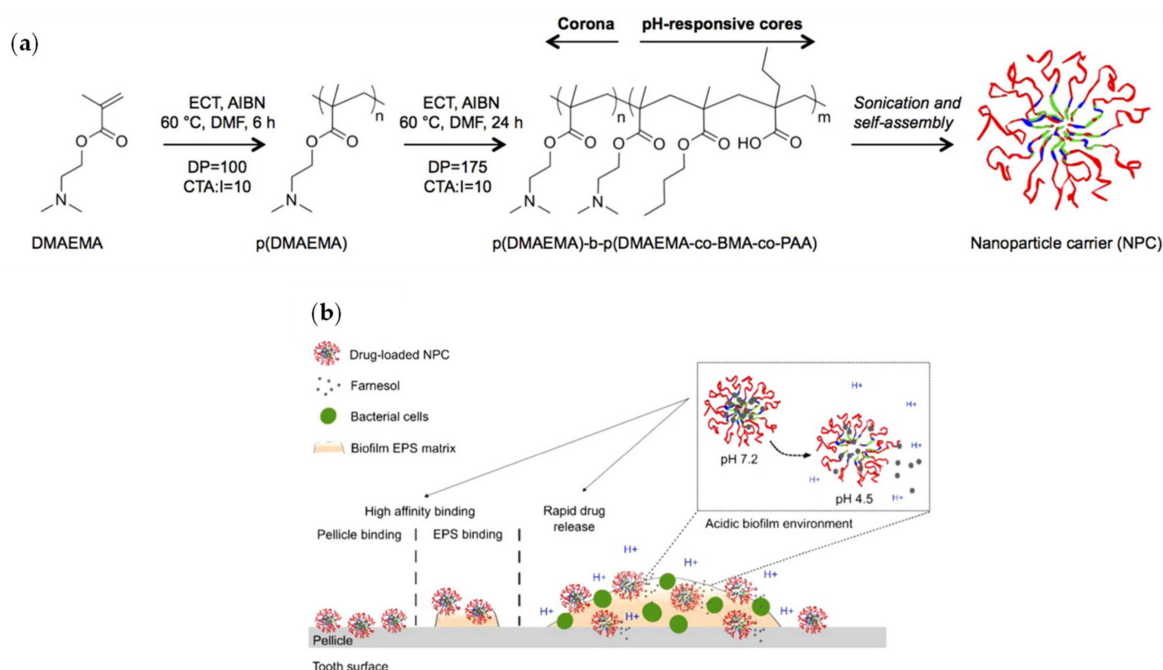 (a)
Corona
pH-responsive cores
ECT, AIBN
60 °C, DMF, 6 h
DP=100
CTA:I=10
ECT, AIBN
60 °C, DMF, 24 h
DP=175
CTA:I=10
Sonication and
self-assembly
O
O
N
n
O
O
N
n
m
O
O
N
O
O
N
O
O
O
HO
DMAEMA
p(DMAEMA)
p(DMAEMA)-b-p(DMAEMA-co-BMA-co-PAA)
Nanoparticle carrier (NPC)
(b)
Drug-loaded NPC
Farnesol
Bacterial cells
Biofilm EPS matrix
High affinity binding
Pellicle binding
EPS binding
Rapid drug
release
pH 7.2
pH 4.5
H+
H+
H+
H+
H+
Acidic biofilm environment
H+
H+
H+
H+
H+
H+
H+
Pellicle
Tooth surface